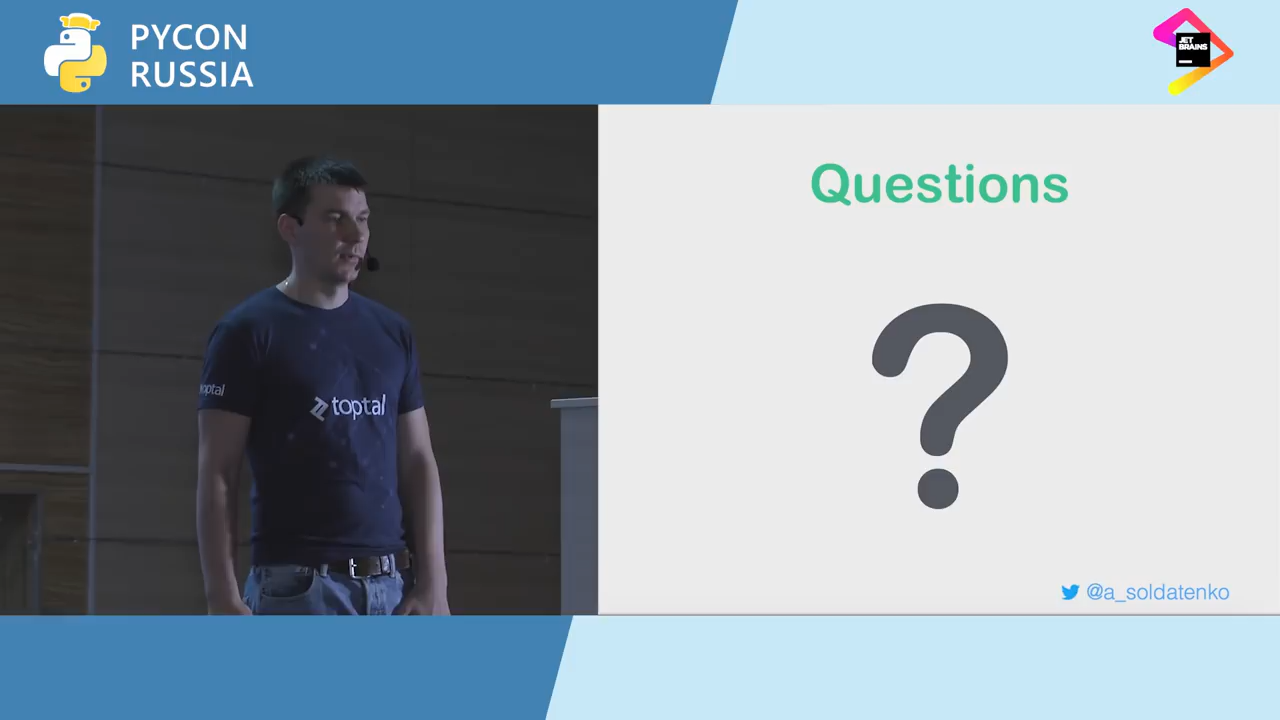 PYCON
RUSSIA
JET
BRAINS
Questions
?
toptal
toptal
@a_soldatenko